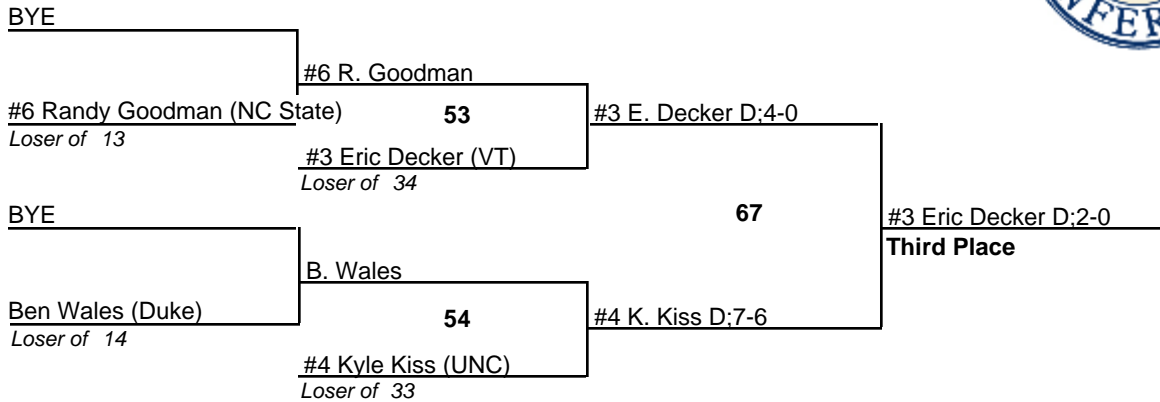 BYE
#6 R. Goodman
#6 Randy Goodman (NC State)
53
#3 E. Decker D;4-0
Loser of 13
#3 Eric Decker (VT)
Loser of 34
BYE
67
#3 Eric Decker D;2-0
Third Place
B. Wales
Ben Wales (Duke)
54
#4 K. Kiss D;7-6
Loser of 14
#4 Kyle Kiss (UNC)
Loser of 33